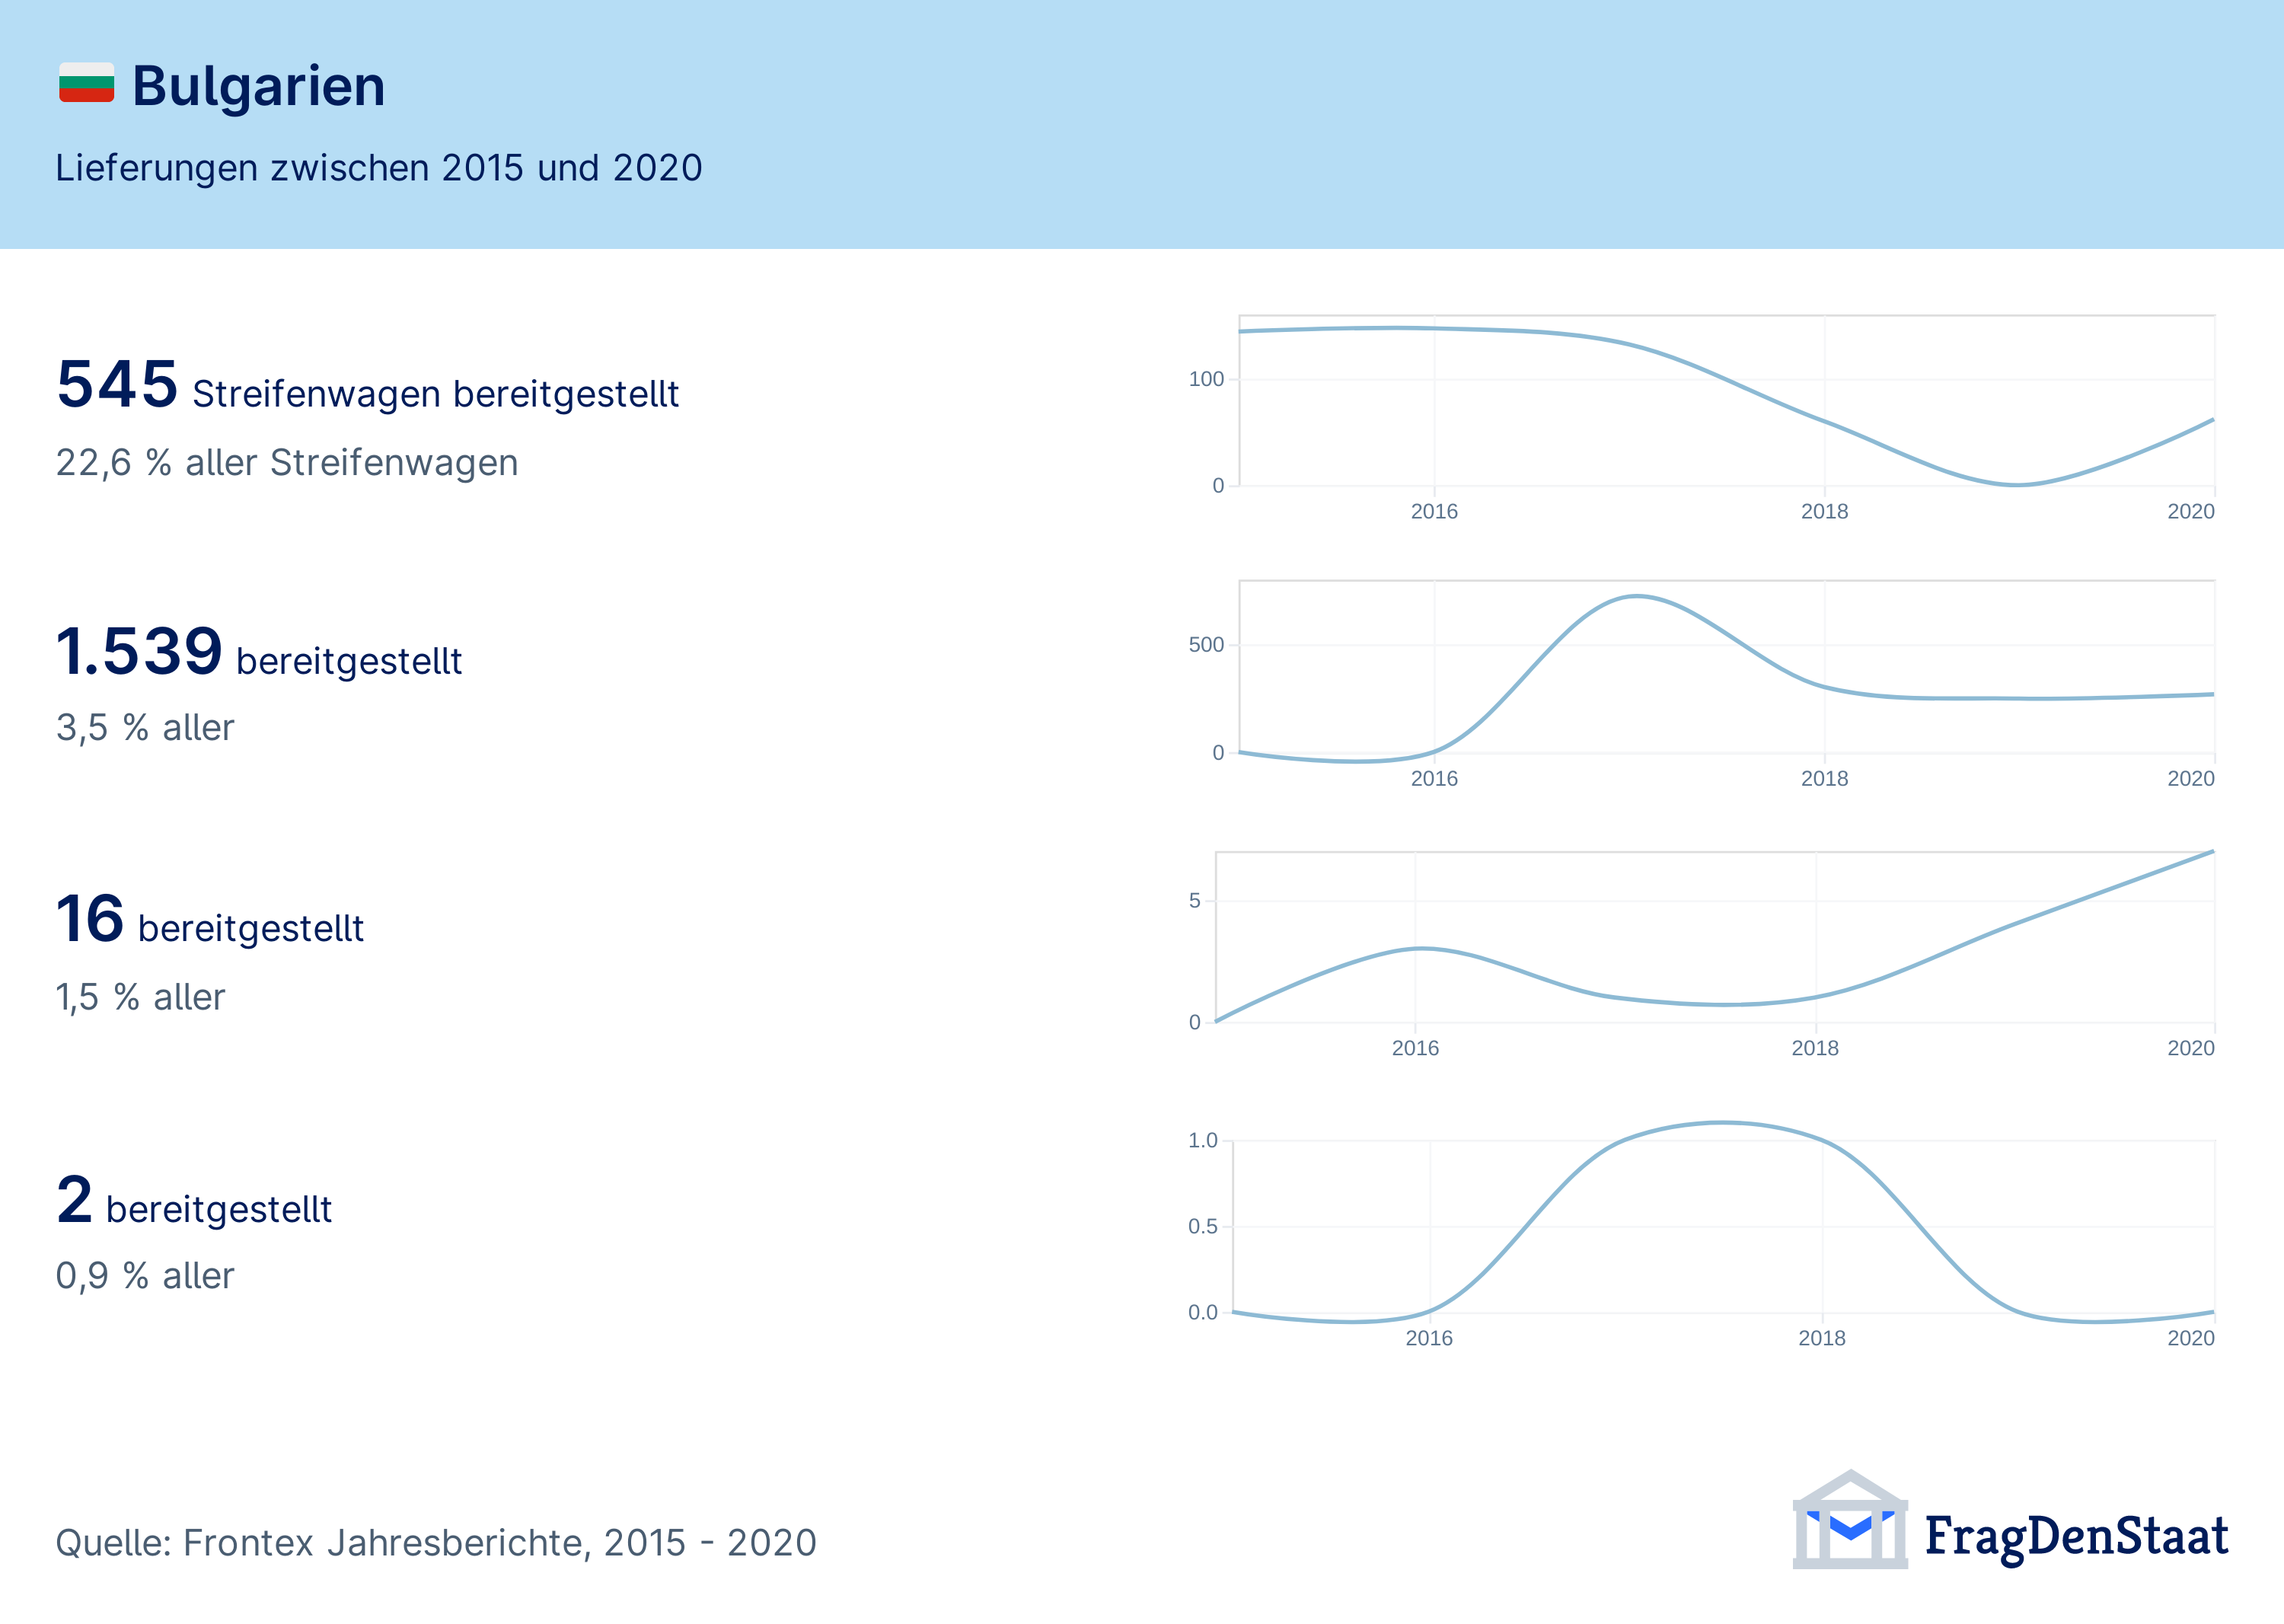 Bulgarien
Lieferungen zwischen 2015 und 2020
545 Streifenwagen bereitgestellt
22,6 % aller Streifenwagen
100
0
2016 2018 2020
1.539 bereitgestellt
3,5 % aller
500
0
2016 2018 2020
16 bereitgestellt
1,5 % aller
5
0
2016 2018 2020
2 bereitgestellt
0,9 % aller
1.0
0.5
0.0
2016 2018 2020
Quelle: Frontex Jahresberichte, 2015 - 2020
FragDenStaat